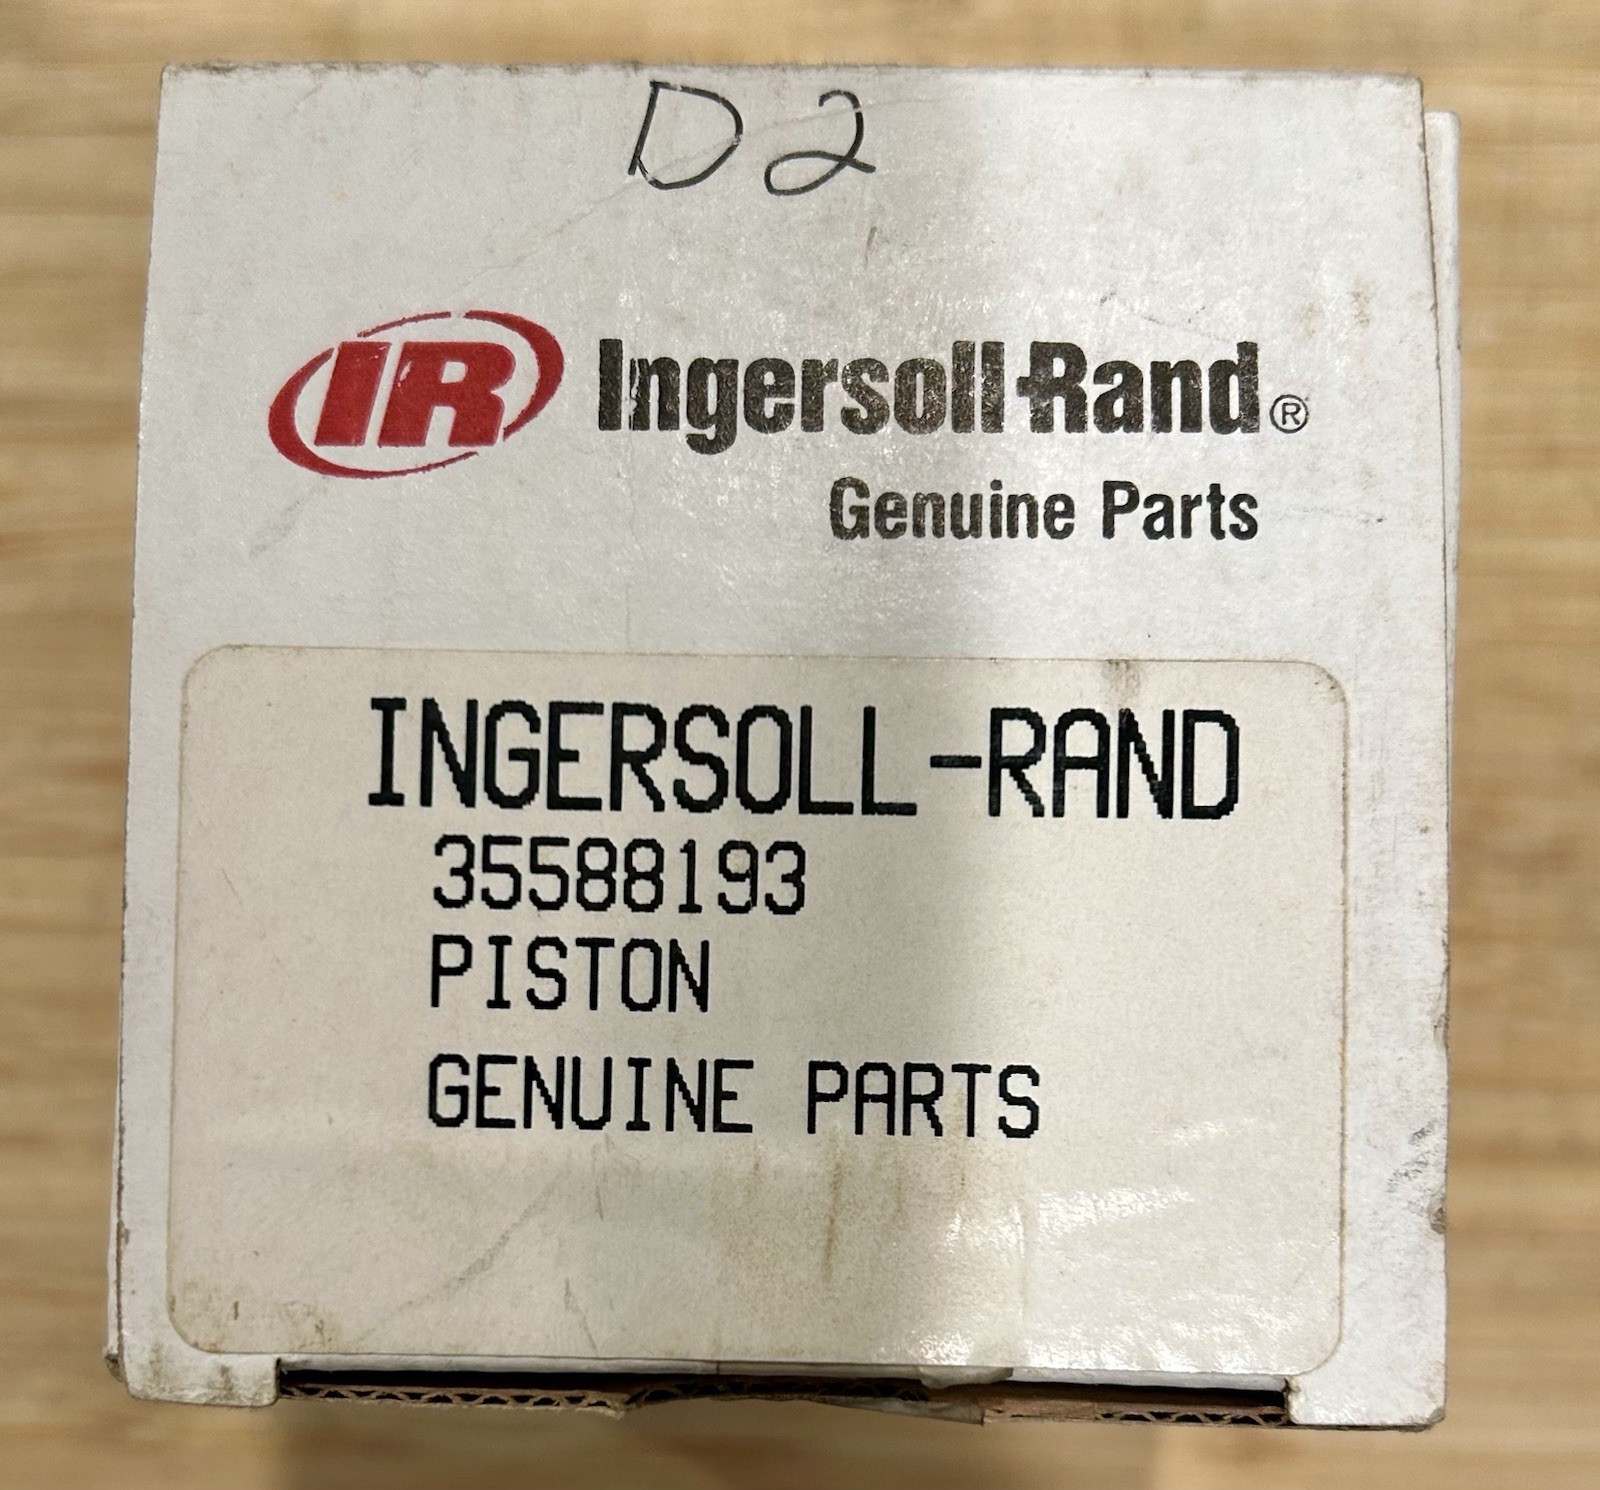 D2
IR Ingersoll-Rand®
Genuine Parts
INGERSOLL-RAND
35588193
PISTON
GENUINE PARTS